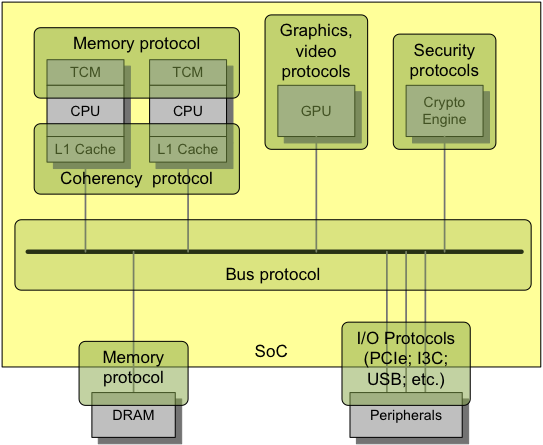 Memory protocol
TCM
TCM
CPU
CPU
L1 Cache
L1 Cache
Coherency protocol
Graphics,
video
protocols
GPU
Security
protocols
Crypto
Engine
Bus protocol
SoC
Memory
protocol
DRAM
I/O Protocols
(PCIe; I3C;
USB; etc.)
Peripherals